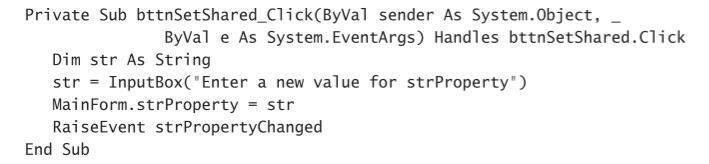 Private Sub bttnSetShared_Click(ByVal sender As System.Object, _
ByVal e As System.EventArgs) Handles bttnSetShared.Click
Dim str As String
str = InputBox("Enter a new value for strProperty")
MainForm.strProperty = str
RaiseEvent strPropertyChanged
End Sub